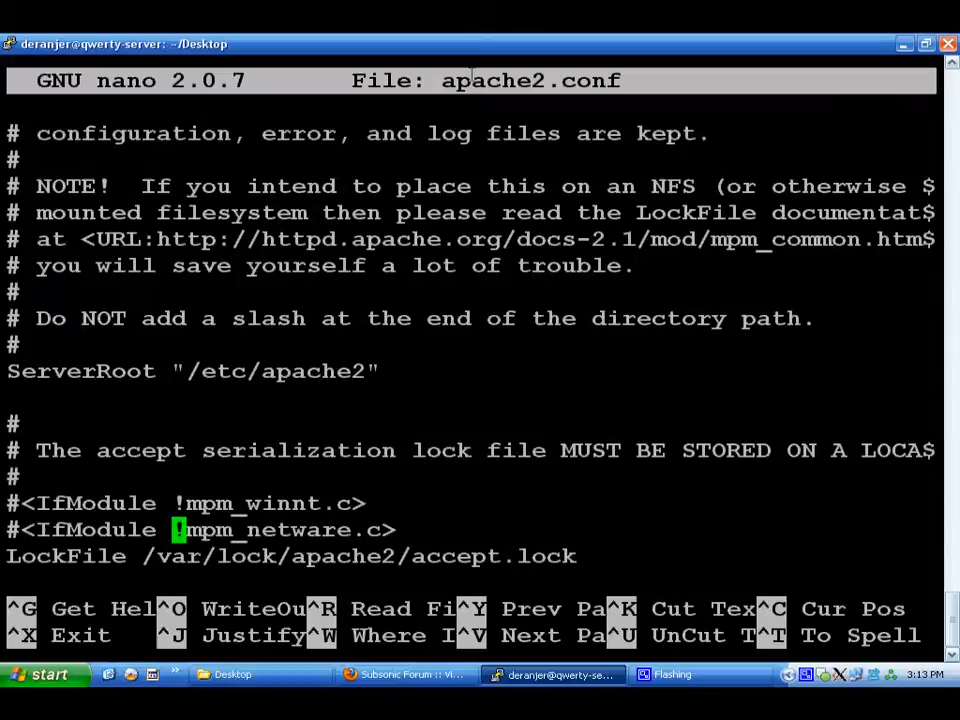 deranjer@qwerty-server: ~/Desktop
GNU nano 2.0.7 File: apache2.conf
# configuration, error, and log files are kept.
#
# NOTE! If you intend to place this on an NFS (or otherwise $
# mounted filesystem then please read the LockFile documentat$
# at <URL:http://httpd.apache.org/docs-2.1/mod/mpm_common.htm$
# you will save yourself a lot of trouble.
#
# Do NOT add a slash at the end of the directory path.
#
ServerRoot "/etc/apache2"
#
# The accept serialization lock file MUST BE STORED ON A LOCA$
#
#<IfModule !mpm_winnt.c>
#<IfModule !mpm_netware.c>
LockFile /var/lock/apache2/accept.lock
^G Get Hel^O WriteOu^R Read Fi^Y Prev Pa^K Cut Tex^C Cur Pos
^X Exit ^J Justify^W Where I^V Next Pa^U UnCut T^T To Spell
start » Desktop Subsonic Forum :: Vi... deranjer@qwerty-se... Flashing 3:13 PM